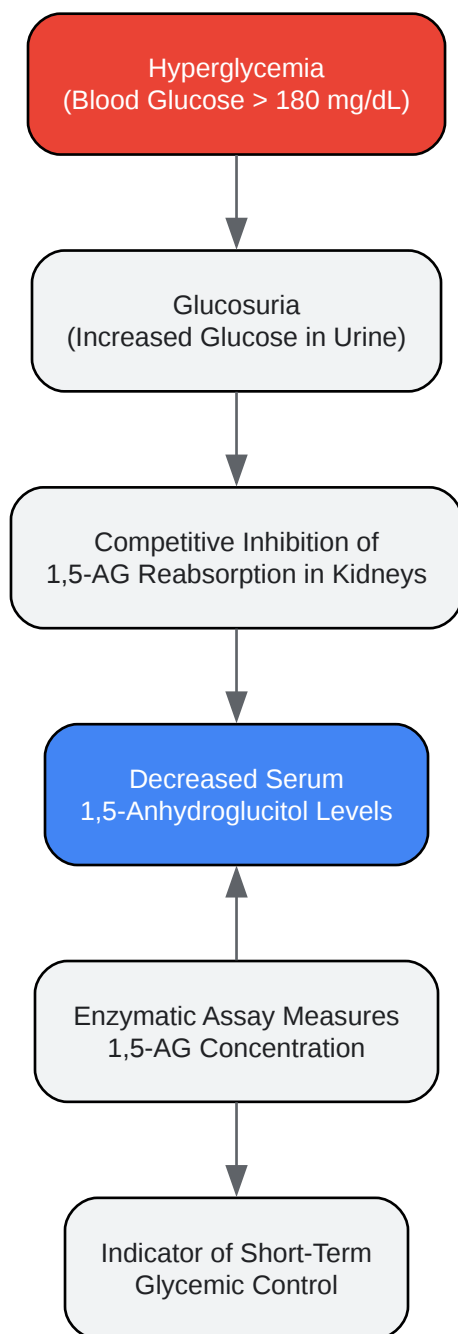 Hyperglycemia
(Blood Glucose > 180 mg/dL)
Glucosuria
(Increased Glucose in Urine)
Competitive Inhibition of
1,5-AG Reabsorption in Kidneys
Decreased Serum
1,5-Anhydroglucitol Levels
Enzymatic Assay Measures
1,5-AG Concentration
Indicator of Short-Term
Glycemic Control